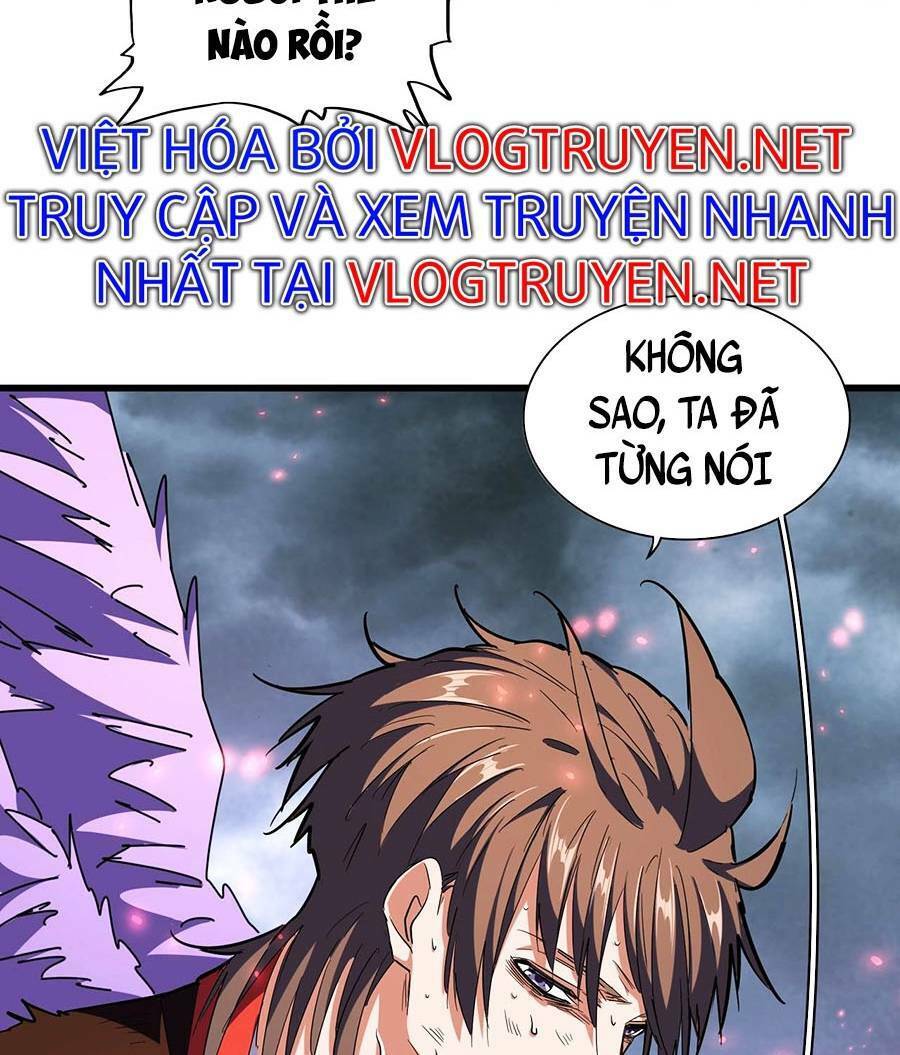 NÀO RỒI?
VIỆT HÓA BỞI VLOGTRUYEN.NET
TRUY CẬP VÀ XEM TRUYỆN NHANH
NHẤT TẠI VLOGTRUYEN.NET
KHÔNG
SAO, TA ĐÃ
TỪNG NÓI